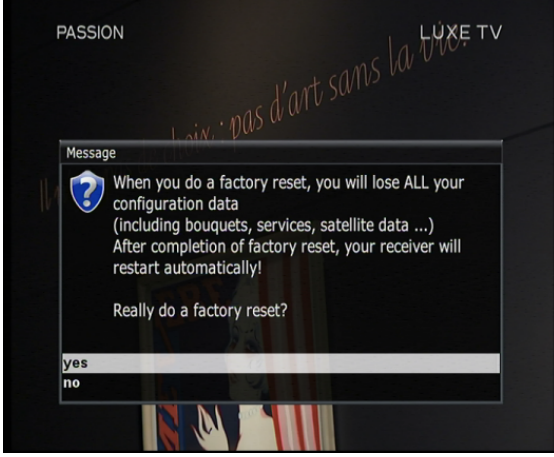 PASSION
LUXE TV
pas d'art sans la vie.
Message
When you do a factory reset, you will lose ALL your
configuration data
(including bouquets, services, satellite data ...)
After completion of factory reset, your receiver will
restart automatically!
Really do a factory reset?
yes
no